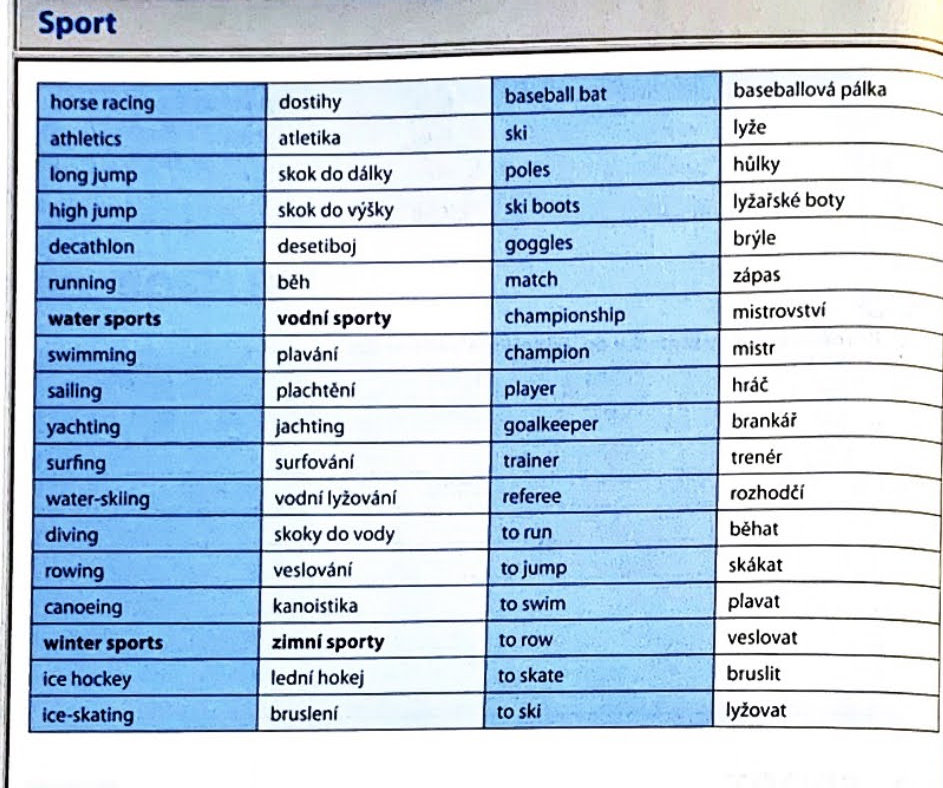 Sport
horse racing dostihy baseball bat baseballová pálka
athletics atletika ski lyže
long jump skok do dálky poles hůlky
high jump skok do výšky ski boots lyžařské boty
decathlon desetiboj goggles brýle
running běh match zápas
water sports vodní sporty championship mistrovství
swimming plavání champion mistr
sailing plachtění player hráč
yachting jachting goalkeeper brankář
surfing surfování trainer trenér
water-skiing vodní lyžování referee rozhodčí
diving skoky do vody to run běhat
rowing veslování to jump skákat
canoeing kanoistika to swim plavat
winter sports zimní sporty to row veslovat
ice hockey lední hokej to skate bruslit
ice-skating bruslení to ski lyžovat